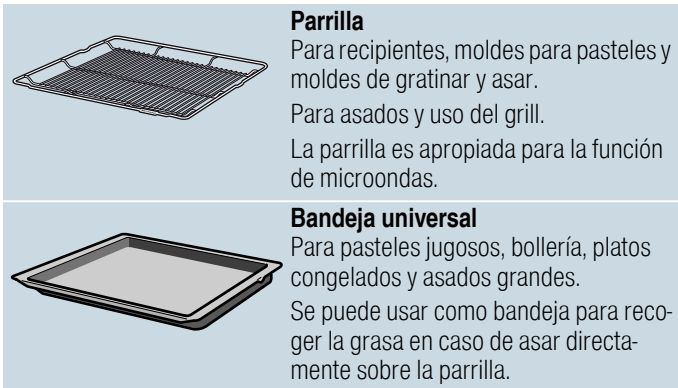 Parrilla
Para recipientes, moldes para pasteles y
moldes de gratinar y asar.
Para asados y uso del grill.
La parrilla es apropiada para la función
de microondas.
Bandeja universal
Para pasteles jugosos, bollería, platos
congelados y asados grandes.
Se puede usar como bandeja para reco-
ger la grasa en caso de asar directa-
mente sobre la parrilla.